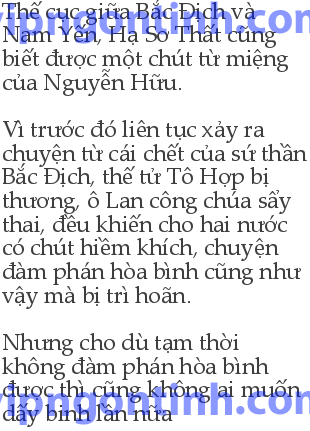 Thế cục giữa Bắc Địch và
Nam Yên, Hạ Sơ Thất cũng
biết được một chút từ miệng
của Nguyễn Hữu.

Vì trước đó liên tục xảy ra
chuyện từ cái chết của sứ thần
Bắc Địch, thế tử Tô Hợp bị
thương, ô Lan công chúa sẩy
thai, đều khiến cho hai nước
có chút hiềm khích, chuyện
đàm phán hòa bình cũng như
vậy mà bị trì hoãn.

Nhưng cho dù tạm thời
không đàm phán hòa bình
được thì cũng không ai muốn
dấy binh lần nữa
vipngontinh.com
vipngontinh.com